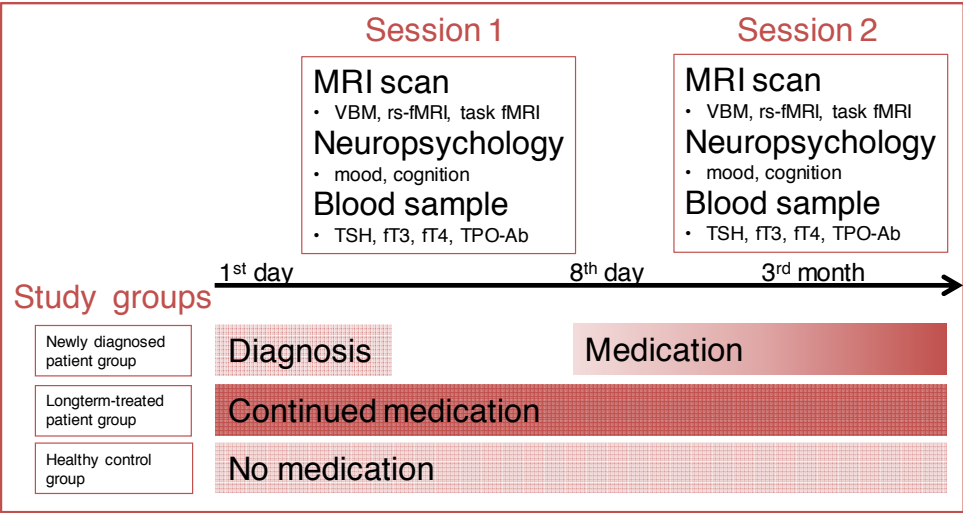 Session 1
MRI scan
• VBM, rs-fMRI, task fMRI
Neuropsychology
• mood, cognition
Blood sample
• TSH, fT3, fT4, TPO-Ab
Session 2
MRI scan
• VBM, rs-fMRI, task fMRI
Neuropsychology
• mood, cognition
Blood sample
• TSH, fT3, fT4, TPO-Ab
1st day
8th day
3rd month
Study groups
Newly diagnosed
patient group
Diagnosis
Medication
Longterm-treated
patient group
Continued medication
Healthy control
group
No medication